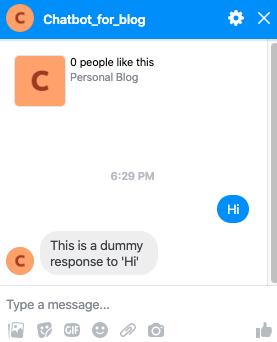 C Chatbot_for_blog
C
0 people like this
Personal Blog
6:29 PM
Hi
This is a dummy
response to 'Hi'
C
Type a message...
GIF